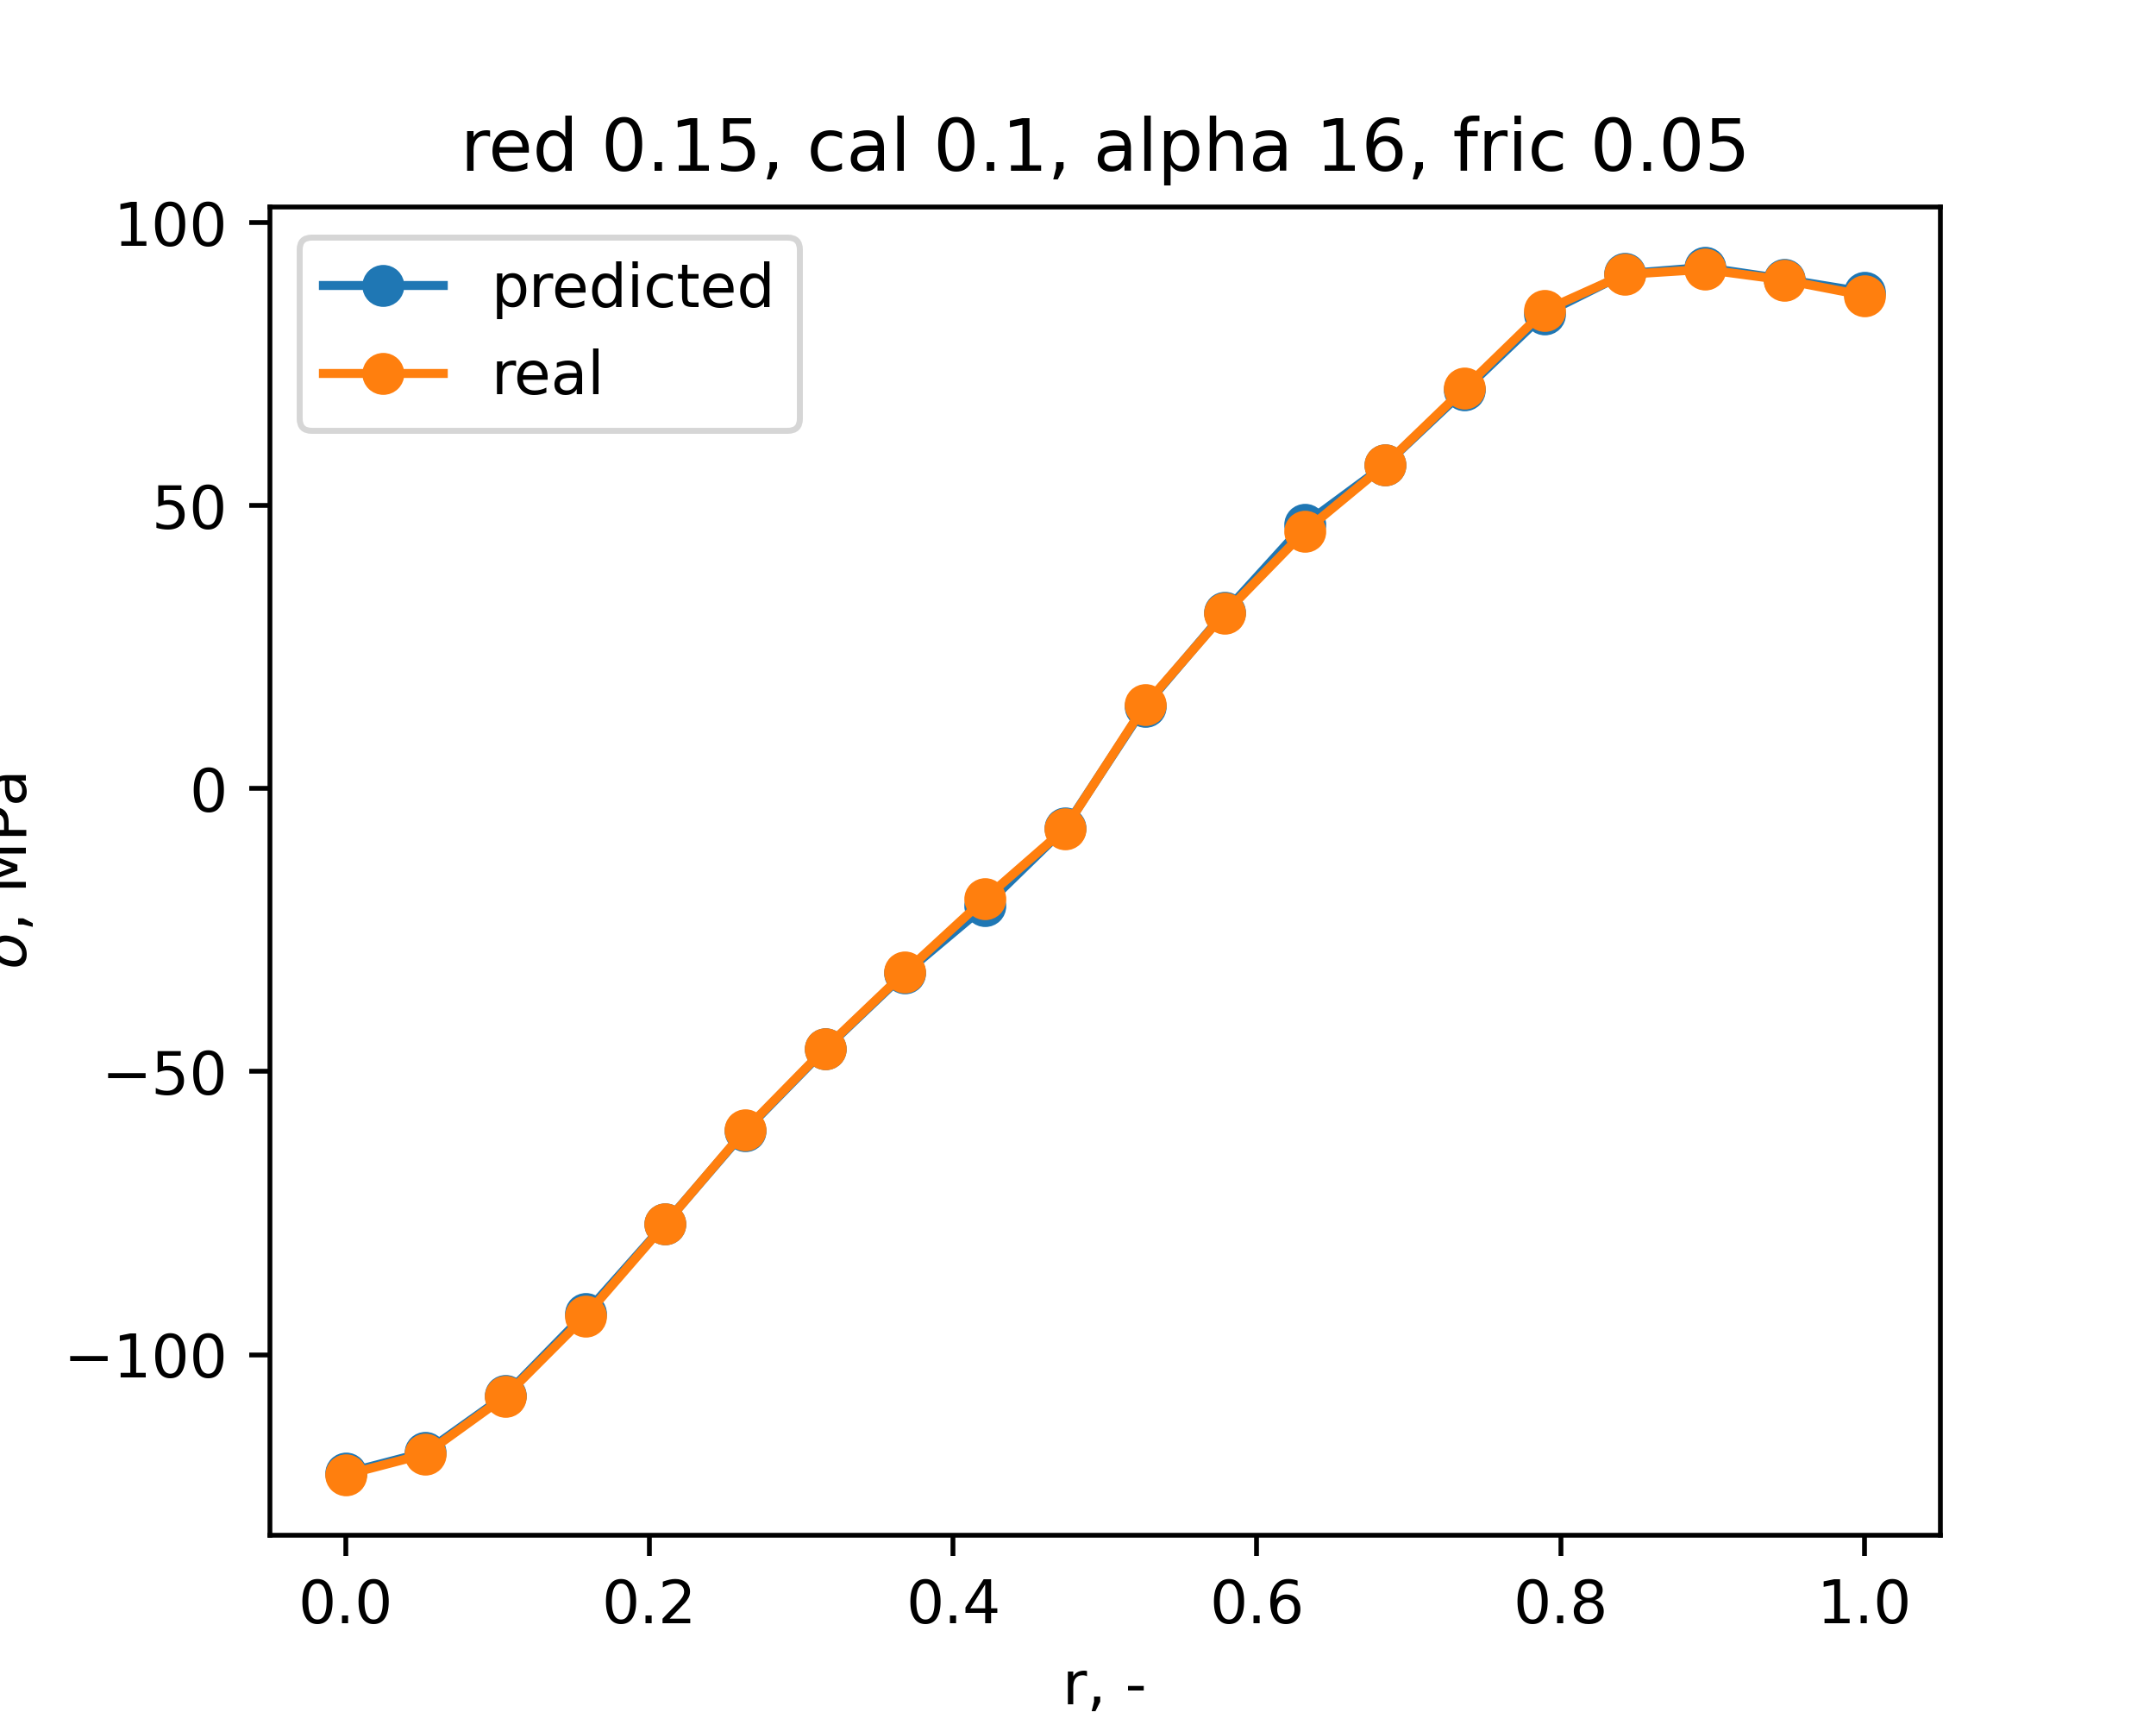 red 0.15, cal 0.1, alpha 16, fric 0.05
predicted
real
100
50
0
−50
−100
σ, MPa
0.0 0.2 0.4 0.6 0.8 1.0
r, -